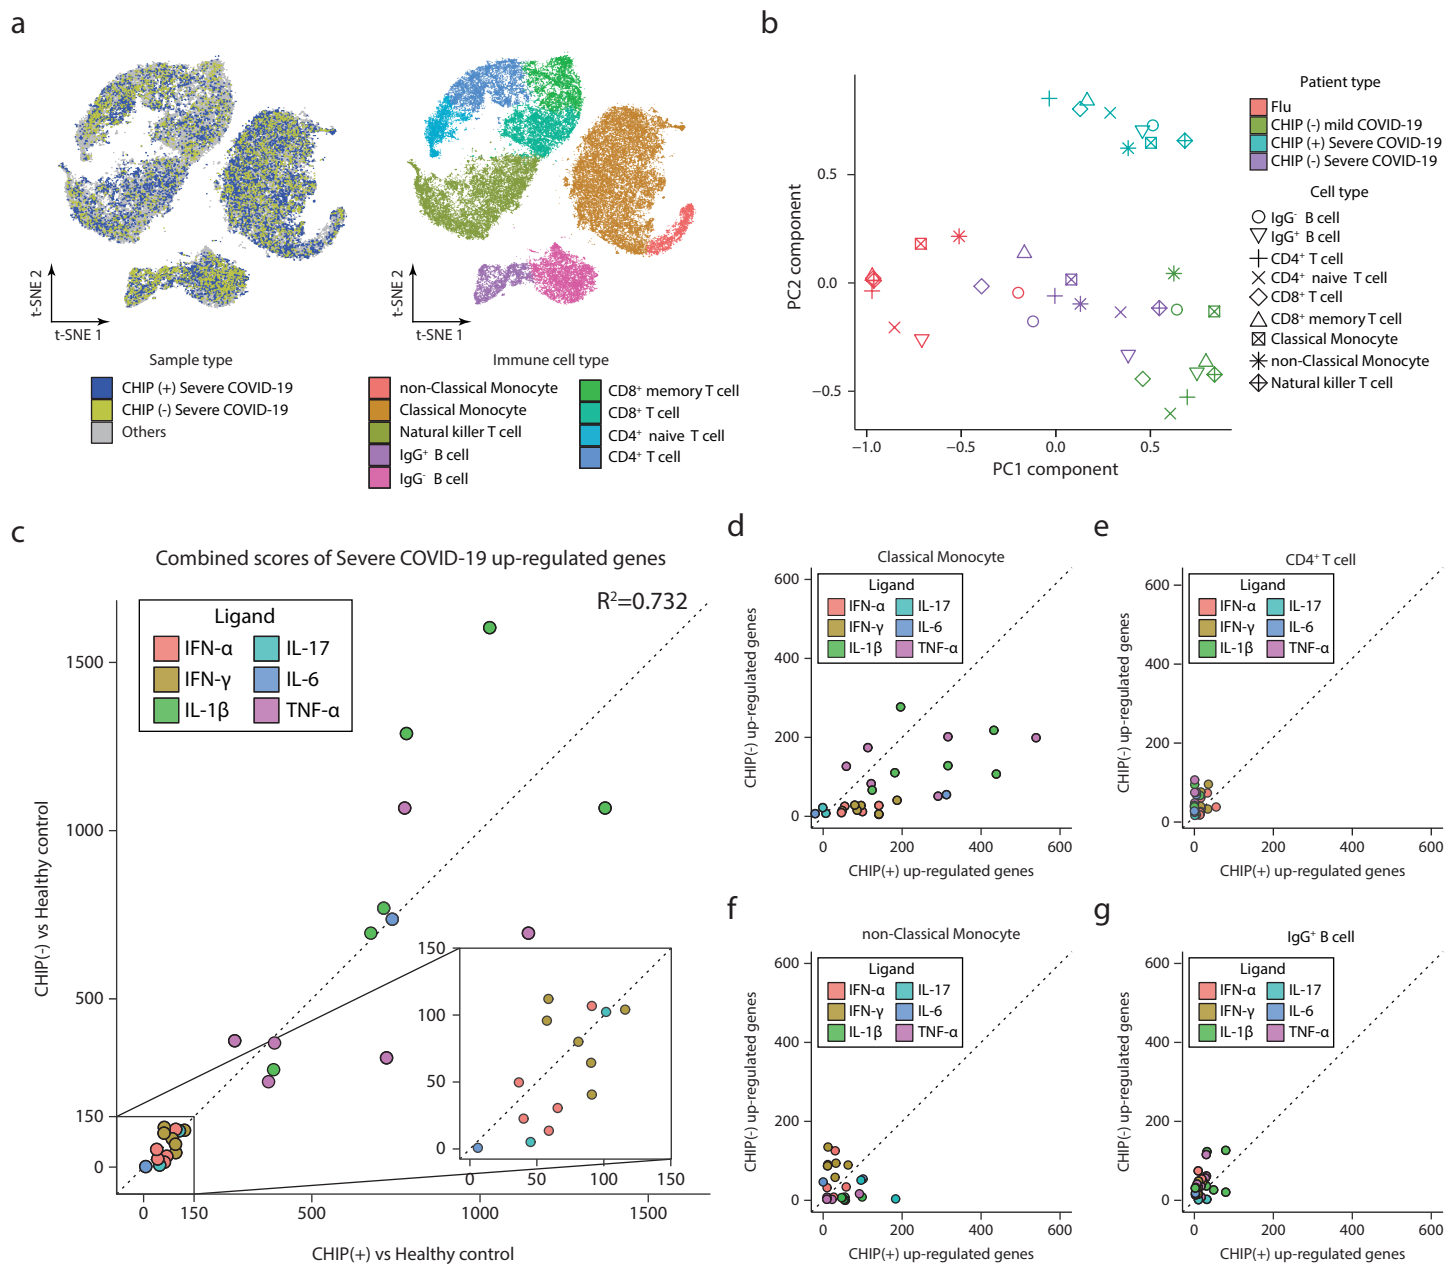 a
t-SNE 2
t-SNE 1
Sample type
CHIP (+) Severe COVID-19
CHIP (-) Severe COVID-19
Others
t-SNE 2
t-SNE 1
Immune cell type
non-Classical Monocyte
Classical Monocyte
Natural killer T cell
IgG⁺ B cell
IgG⁻ B cell
CD8⁺ memory T cell
CD8⁺ T cell
CD4⁺ naive T cell
CD4⁺ T cell
b
PC2 component
0.5
0.0
−0.5
−1.0
−0.5
0.0
0.5
PC1 component
Patient type
Flu
CHIP (-) mild COVID-19
CHIP (+) Severe COVID-19
CHIP (-) Severe COVID-19
Cell type
IgG⁻ B cell
IgG⁺ B cell
CD4⁺ T cell
CD4⁺ naive T cell
CD8⁺ T cell
CD8⁺ memory T cell
Classical Monocyte
non-Classical Monocyte
Natural killer T cell
c
Combined scores of Severe COVID-19 up-regulated genes
R²=0.732
Ligand
IFN-α
IFN-γ
IL-1β
IL-17
IL-6
TNF-α
CHIP(-) vs Healthy control
1500
1000
500
150
0
150
100
50
0
0
50
100
150
0
150
500
1000
1500
CHIP(+) vs Healthy control
d
Classical Monocyte
Ligand
IFN-α
IFN-γ
IL-1β
IL-17
IL-6
TNF-α
CHIP(-) up-regulated genes
600
400
200
0
0
200
400
600
CHIP(+) up-regulated genes
e
CD4⁺ T cell
Ligand
IFN-α
IFN-γ
IL-1β
IL-17
IL-6
TNF-α
CHIP(-) up-regulated genes
600
400
200
0
0
200
400
600
CHIP(+) up-regulated genes
f
non-Classical Monocyte
Ligand
IFN-α
IFN-γ
IL-1β
IL-17
IL-6
TNF-α
CHIP(-) up-regulated genes
600
400
200
0
0
200
400
600
CHIP(+) up-regulated genes
g
IgG⁺ B cell
Ligand
IFN-α
IFN-γ
IL-1β
IL-17
IL-6
TNF-α
CHIP(-) up-regulated genes
600
400
200
0
0
200
400
600
CHIP(+) up-regulated genes